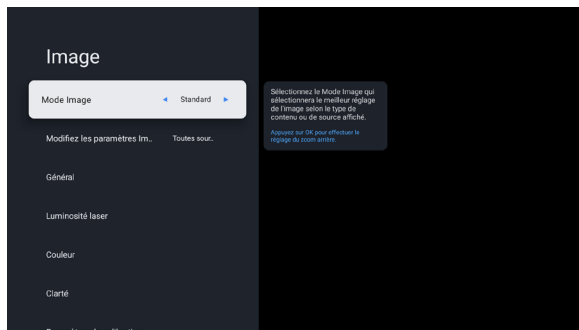 Image
Mode Image Standard
Sélectionnez le Mode Image qui
sélectionnera le meilleur réglage
de l'image selon le type de
contenu ou de source affiché.
Appuyez sur OK pour effectuer le
réglage du zoom arrière.
Modifiez les paramètres Im.. Toutes sour..
Général
Luminosité laser
Couleur
Clarté